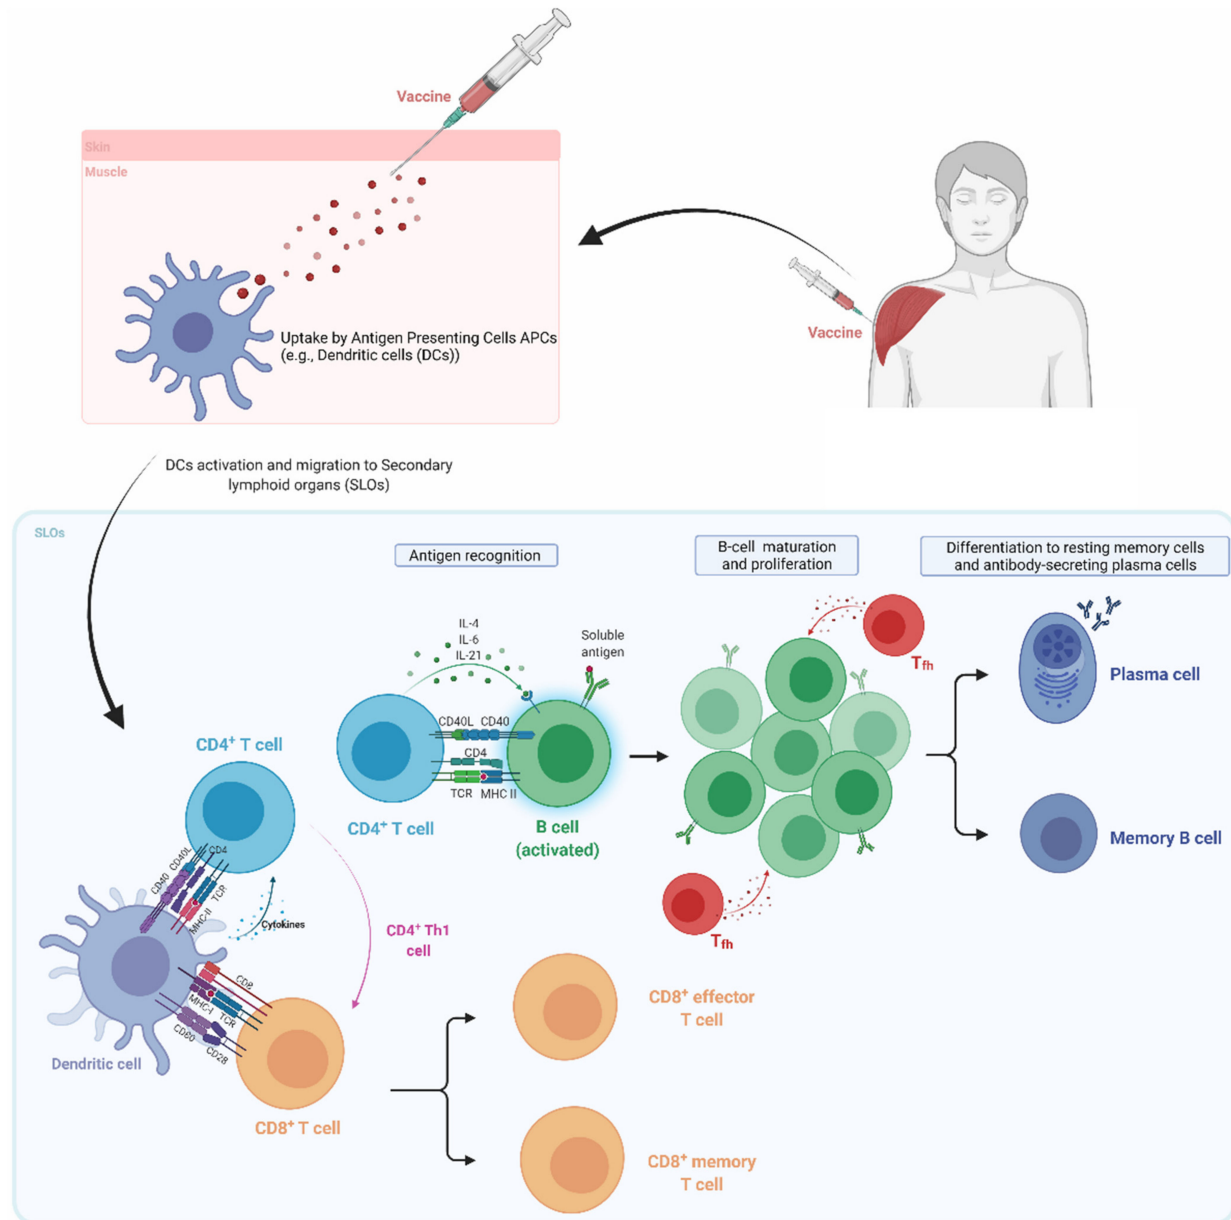 Vaccine
Skin
Muscle
Uptake by Antigen Presenting Cells APCs
(e.g., Dendritic cells (DCs))
Vaccine
DCs activation and migration to Secondary
lymphoid organs (SLOs)
SLOs
Antigen recognition
B-cell maturation
and proliferation
Differentiation to resting memory cells
and antibody-secreting plasma cells
IL-4
IL-6
IL-21
Soluble
antigen
CD40L CD40
CD4
TCR MHC II
CD4⁺ T cell
B cell
(activated)
Tfh
Tfh
Plasma cell
Memory B cell
CD4⁺ T cell
CD40L
CD4
CD40
TCR
MHC-II
Cytokines
CD4⁺ Th1
cell
CD8
MHC-I
TCR
CD80
CD28
Dendritic cell
CD8⁺ T cell
CD8⁺ effector
T cell
CD8⁺ memory
T cell